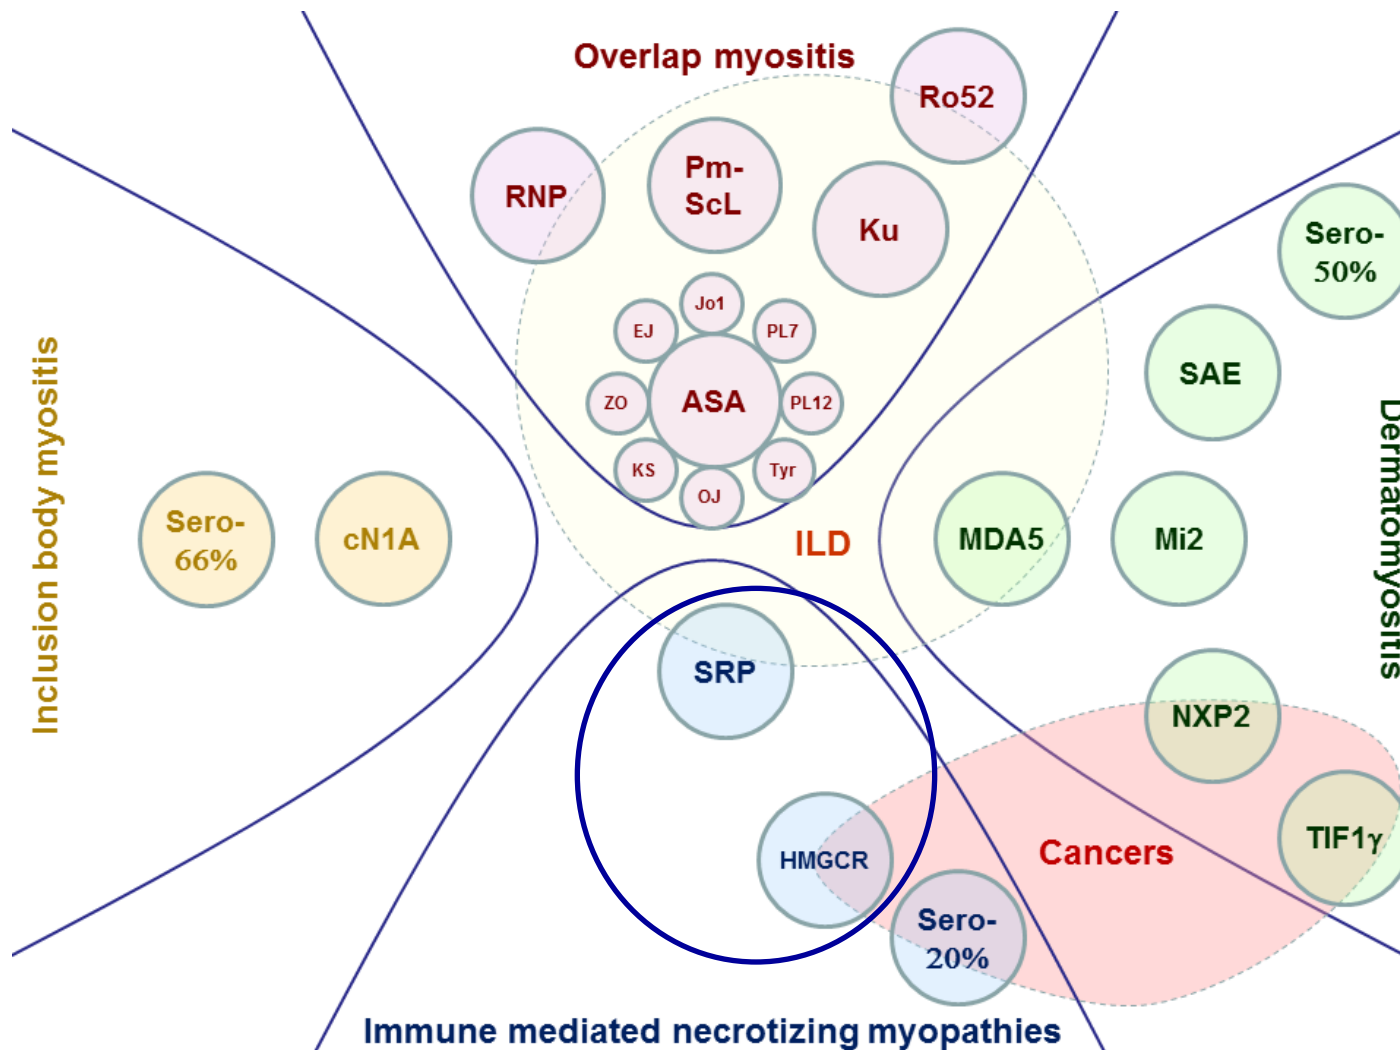 Overlap myositis
Ro52
RNP
Pm-
ScL
Ku
Jo1
EJ
PL7
ZO
ASA
PL12
KS
Tyr
OJ
ILD
Inclusion body myositis
Sero-
66%
cN1A
Sero-
50%
SAE
MDA5
Mi2
Dermatomyositis
NXP2
TIF1γ
Cancers
SRP
HMGCR
Sero-
20%
Immune mediated necrotizing myopathies